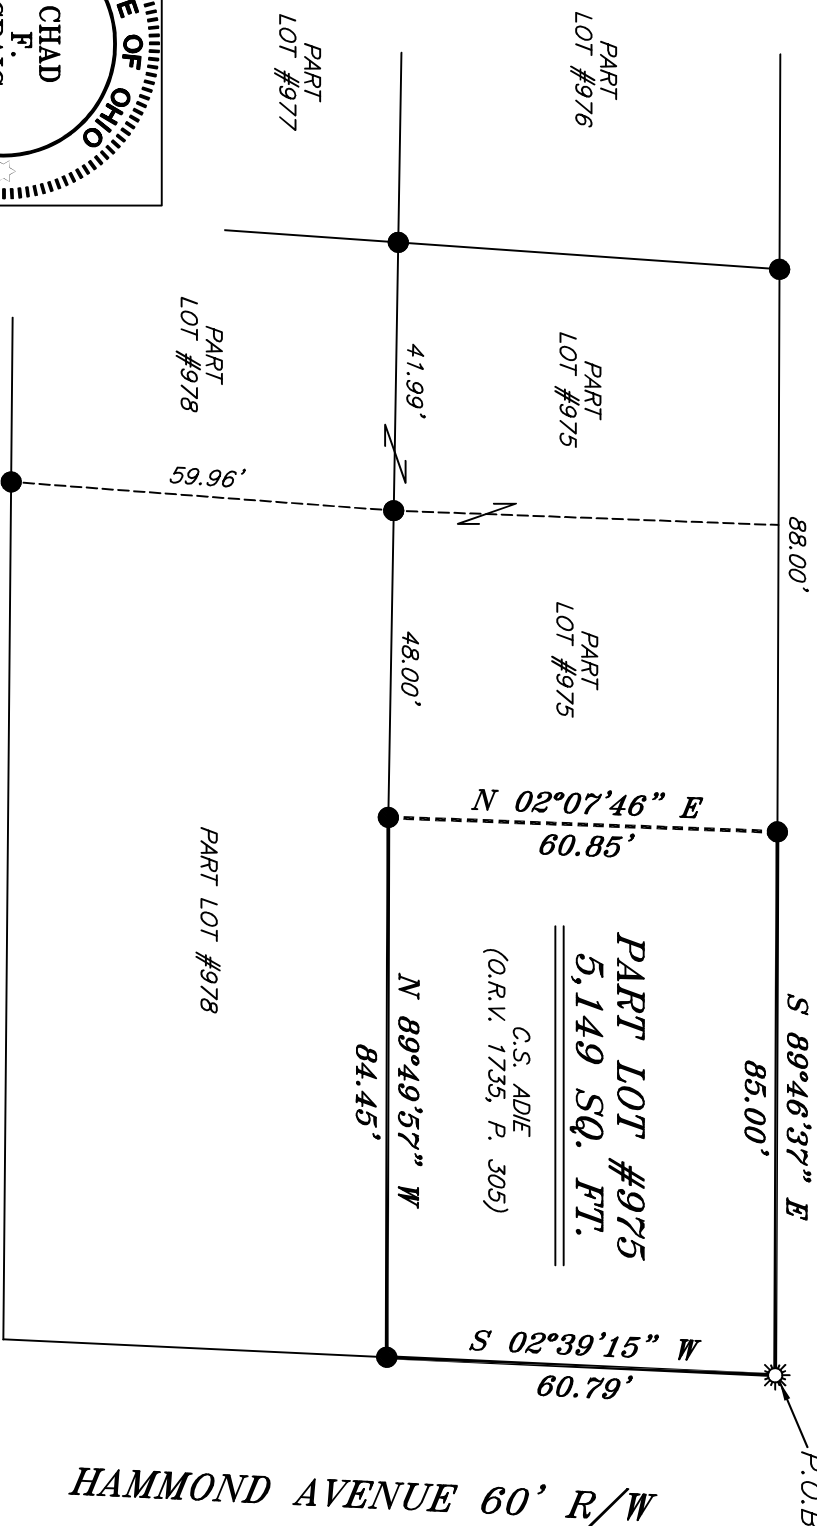 E OF OHIO
CHAD
F.
PART
LOT #977
PART
LOT #976
PART
LOT #978
41.99'
PART
LOT #975
88.00'
59.96'
48.00'
PART
LOT #975
N 02°07'46" E
60.85'
PART LOT #978
S 89°46'37" E
85.00'
PART LOT #975
5,149 SQ. FT.
C.S. ADIE
(O.R.V. 1735, P. 305)
N 89°49'57" W
84.45'
S 02°39'15" W
60.79'
P.O.B
HAMMOND AVENUE 60' R/W